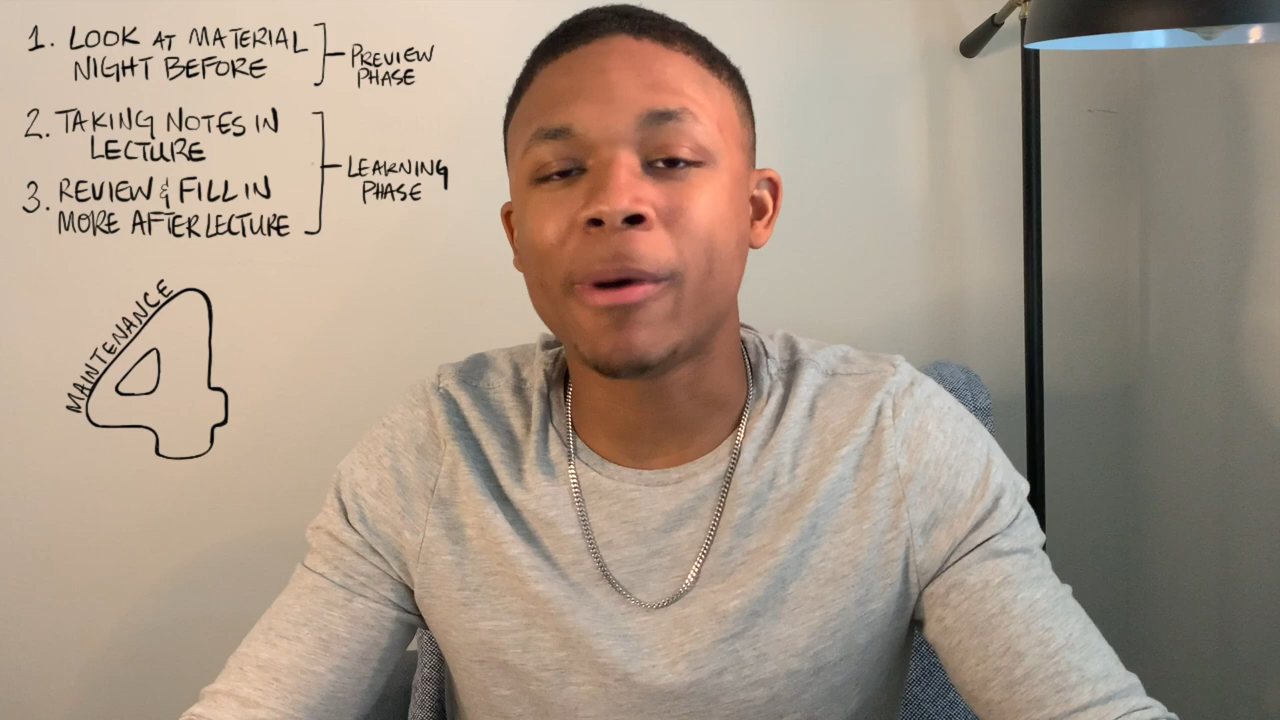 1. LOOK AT MATERIAL
NIGHT BEFORE
PREVIEW
PHASE
2. TAKING NOTES IN
LECTURE
3. REVIEW & FILL IN
MORE AFTER LECTURE
LEARNING
PHASE
MAINTENANCE
4